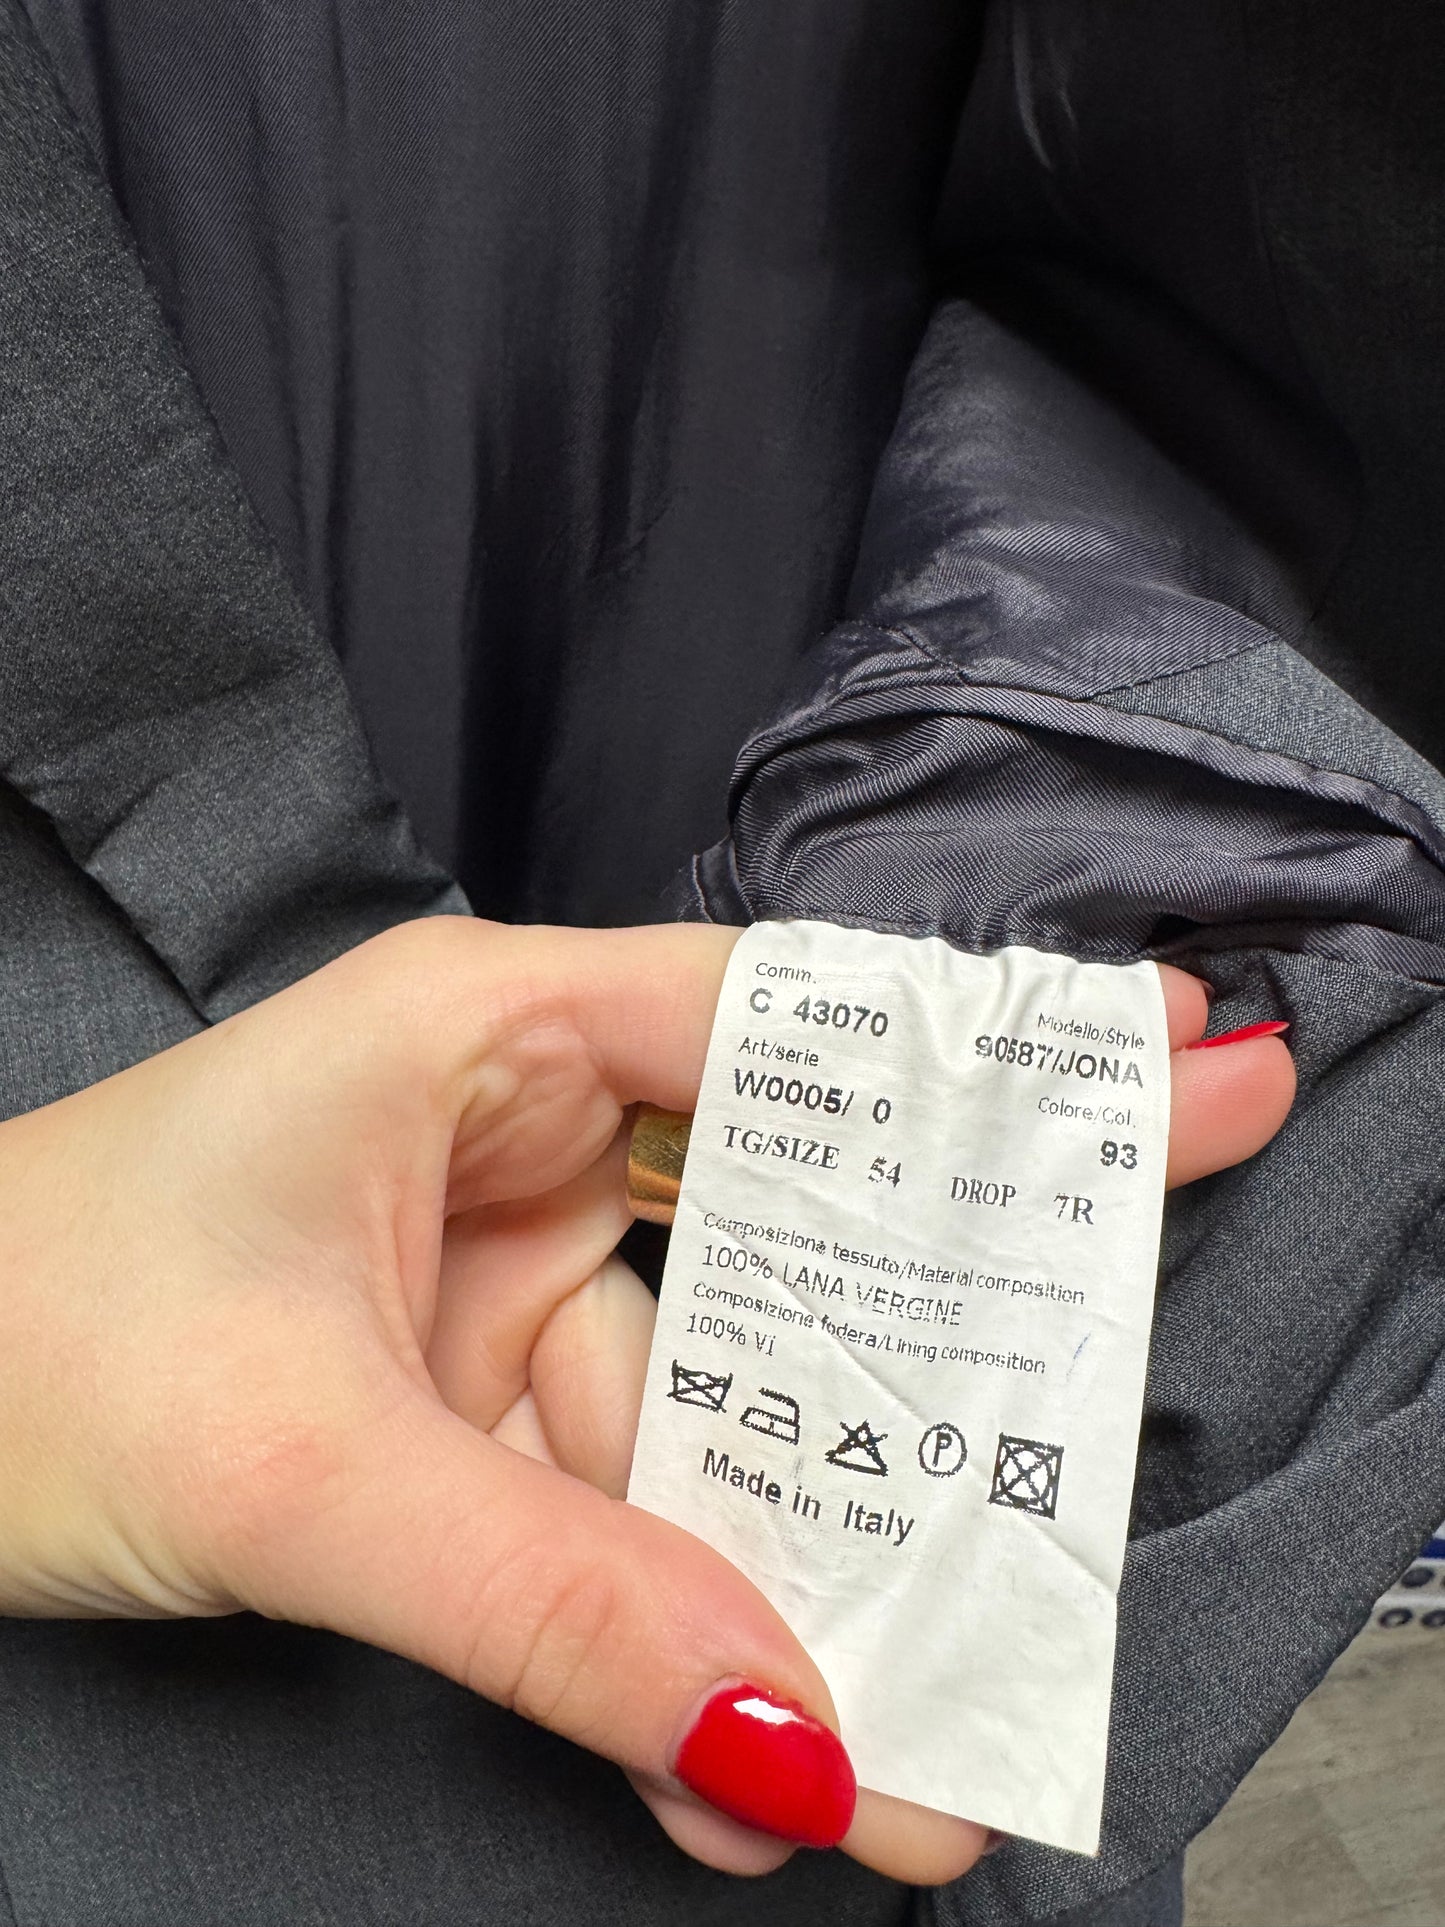 Comm.
C 43070
Modello/Style
90587/JONA
Art/serie
W0005/ 0
Colore/Col.
93
TG/SIZE 54 DROP 7R
Composizione tessuto/Material composition
100% LANA VERGINE
Composizione fodera/Lining composition
100% VI
P
Made in Italy